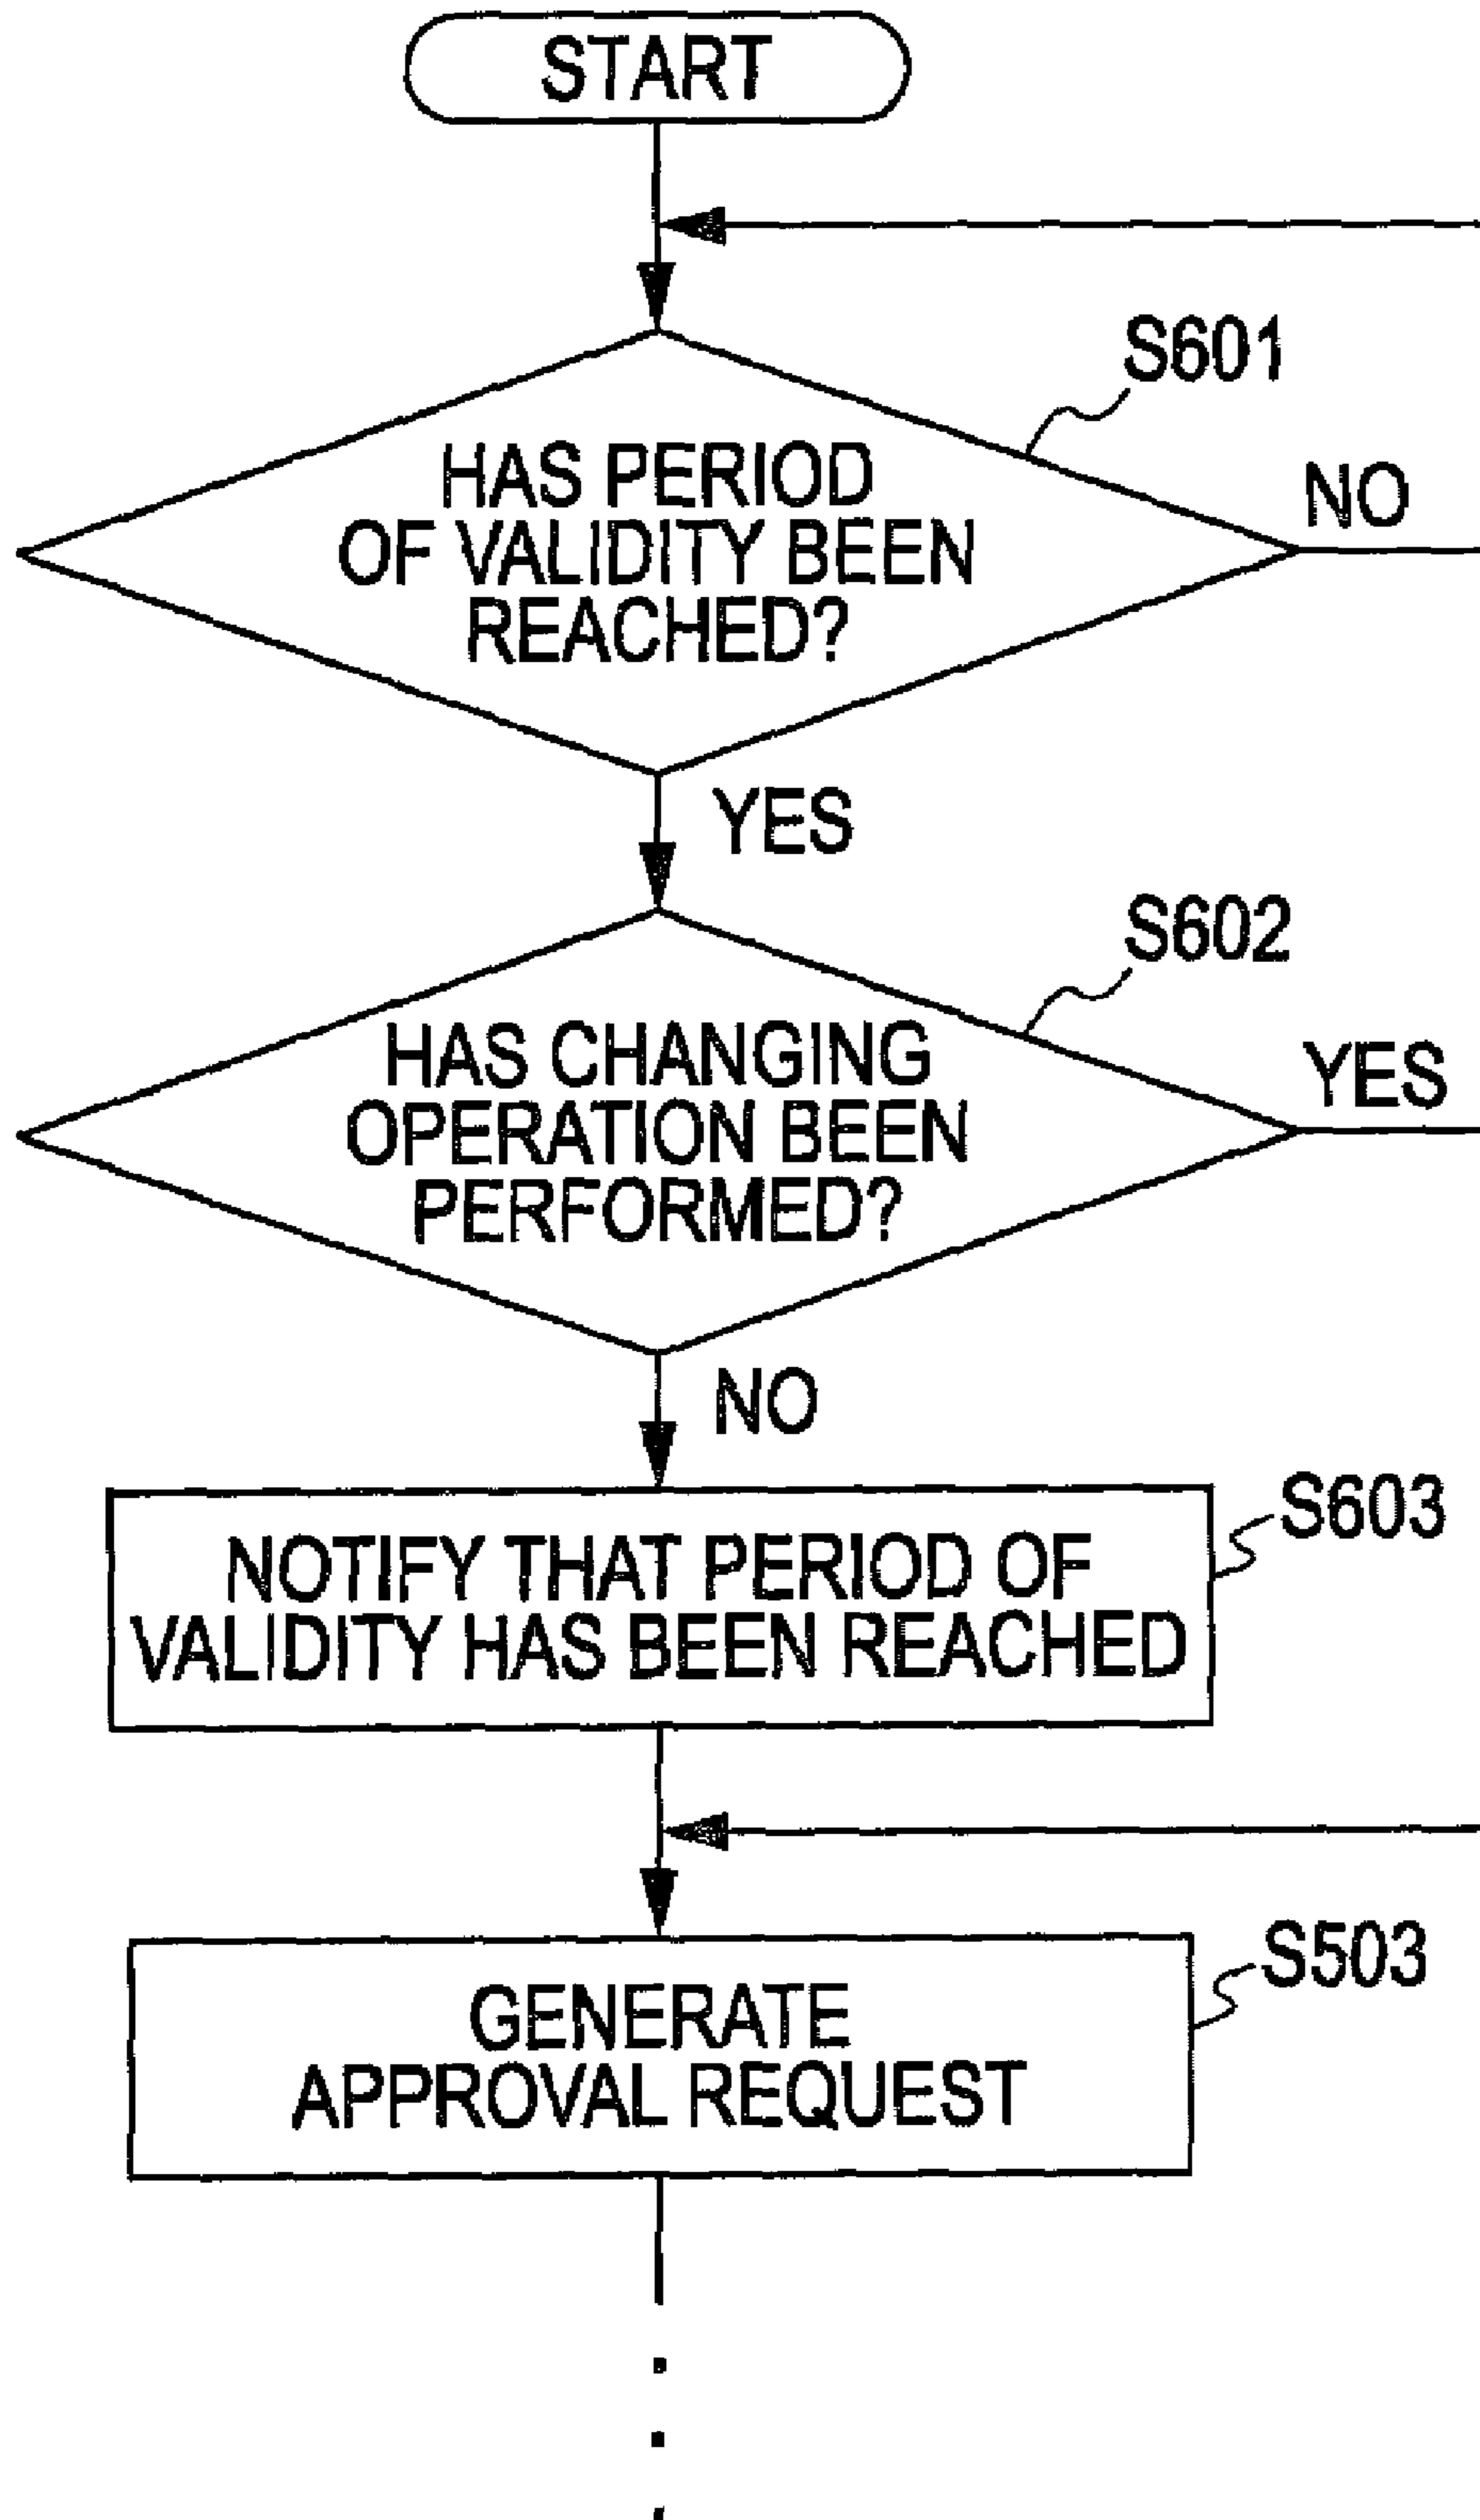 START
S601
HAS PERIOD
OF VALIDITY BEEN
REACHED?
NO
YES
S602
HAS CHANGING
OPERATION BEEN
PERFORMED?
YES
NO
S603
NOTIFY THAT PERIOD OF
VALIDITY HAS BEEN REACHED
S503
GENERATE
APPROVAL REQUEST